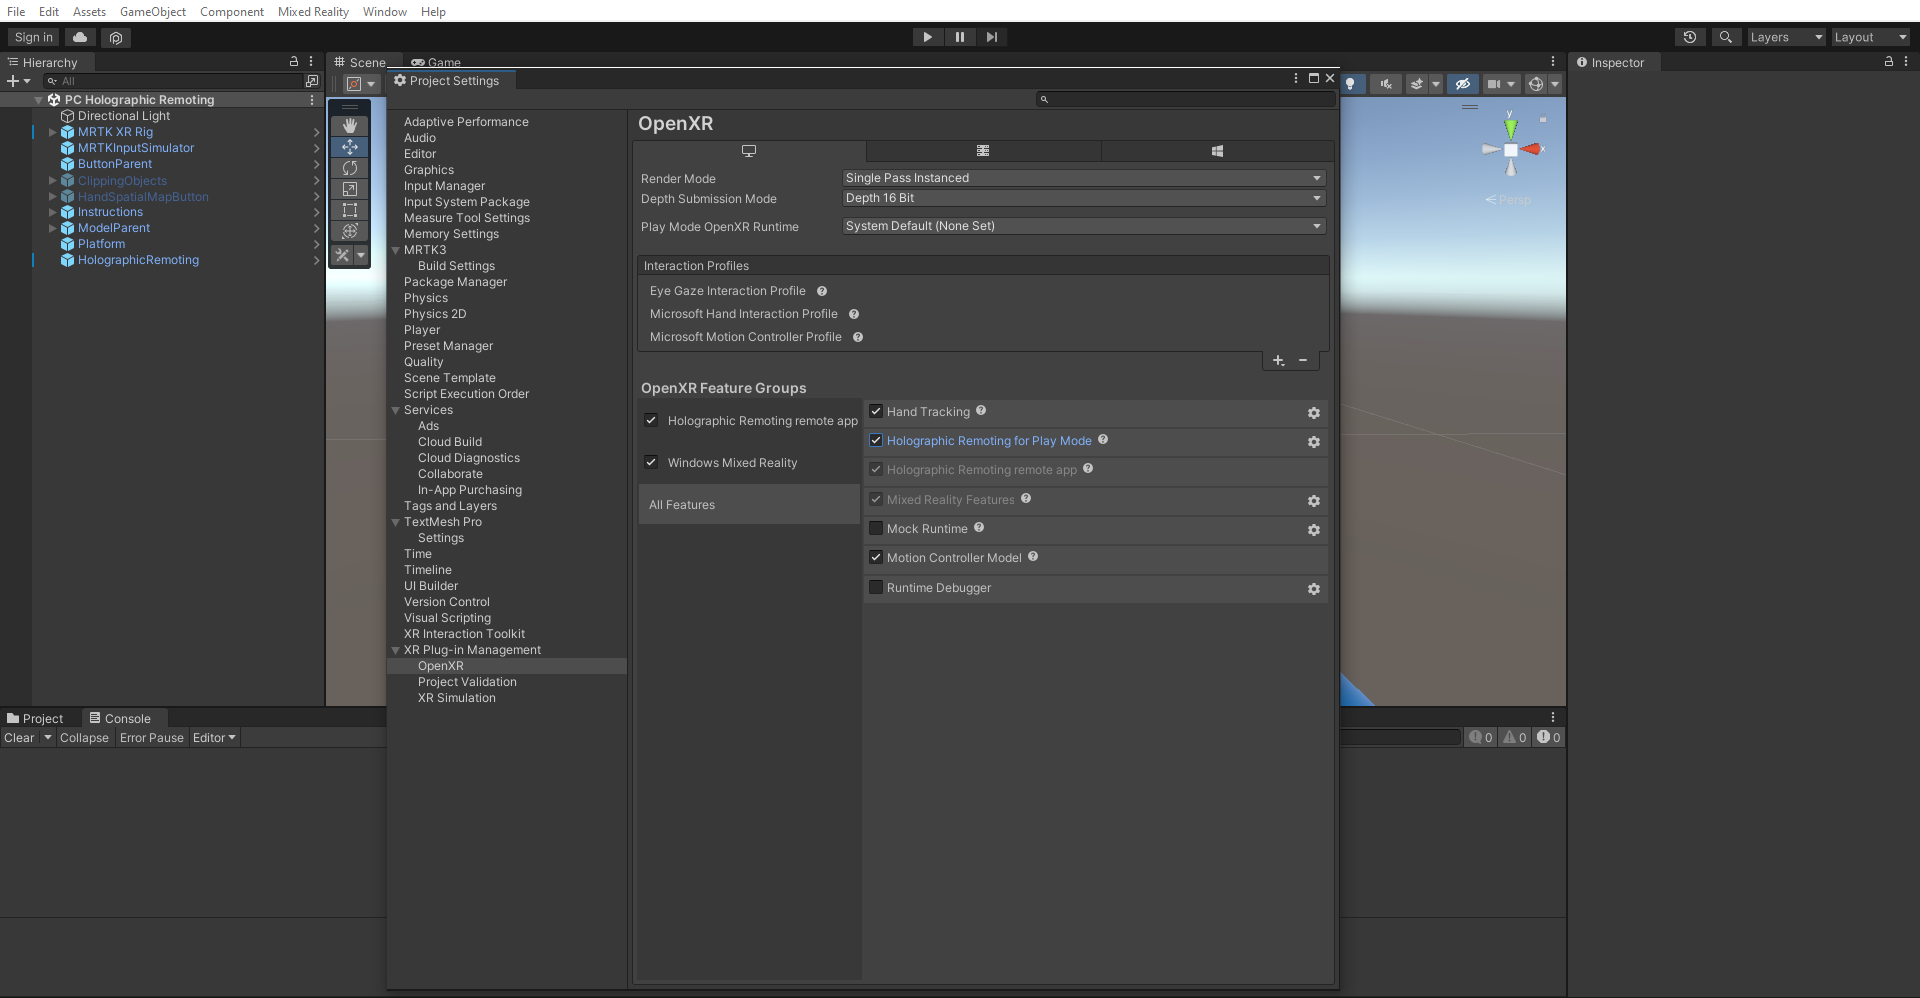 File Edit Assets GameObject Component Mixed Reality Window Help
Sign in
Layers
Layout
Hierarchy
All
PC Holographic Remoting
Directional Light
MRTK XR Rig
MRTKInputSimulator
ButtonParent
ClippingObjects
HandSpatialMapButton
Instructions
ModelParent
Platform
HolographicRemoting
Scene
Game
Project Settings
Adaptive Performance
Audio
Editor
Graphics
Input Manager
Input System Package
Measure Tool Settings
Memory Settings
MRTK3
Build Settings
Package Manager
Physics
Physics 2D
Player
Preset Manager
Quality
Scene Template
Script Execution Order
Services
Ads
Cloud Build
Cloud Diagnostics
Collaborate
In-App Purchasing
Tags and Layers
TextMesh Pro
Settings
Time
Timeline
UI Builder
Version Control
Visual Scripting
XR Interaction Toolkit
XR Plug-in Management
OpenXR
Project Validation
XR Simulation
OpenXR
Render Mode Single Pass Instanced
Depth Submission Mode Depth 16 Bit
Play Mode OpenXR Runtime System Default (None Set)
Interaction Profiles
Eye Gaze Interaction Profile
Microsoft Hand Interaction Profile
Microsoft Motion Controller Profile
OpenXR Feature Groups
Holographic Remoting remote app
Windows Mixed Reality
All Features
Hand Tracking
Holographic Remoting for Play Mode
Holographic Remoting remote app
Mixed Reality Features
Mock Runtime
Motion Controller Model
Runtime Debugger
y
x
Persp
Inspector
Project
Console
Clear Collapse Error Pause Editor
0 0 0